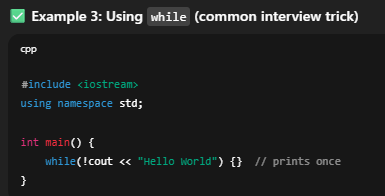 ✅ Example 3: Using while (common interview trick)
cpp
#include <iostream>
using namespace std;
int main() {
    while(!cout << "Hello World") {}  // prints once
}